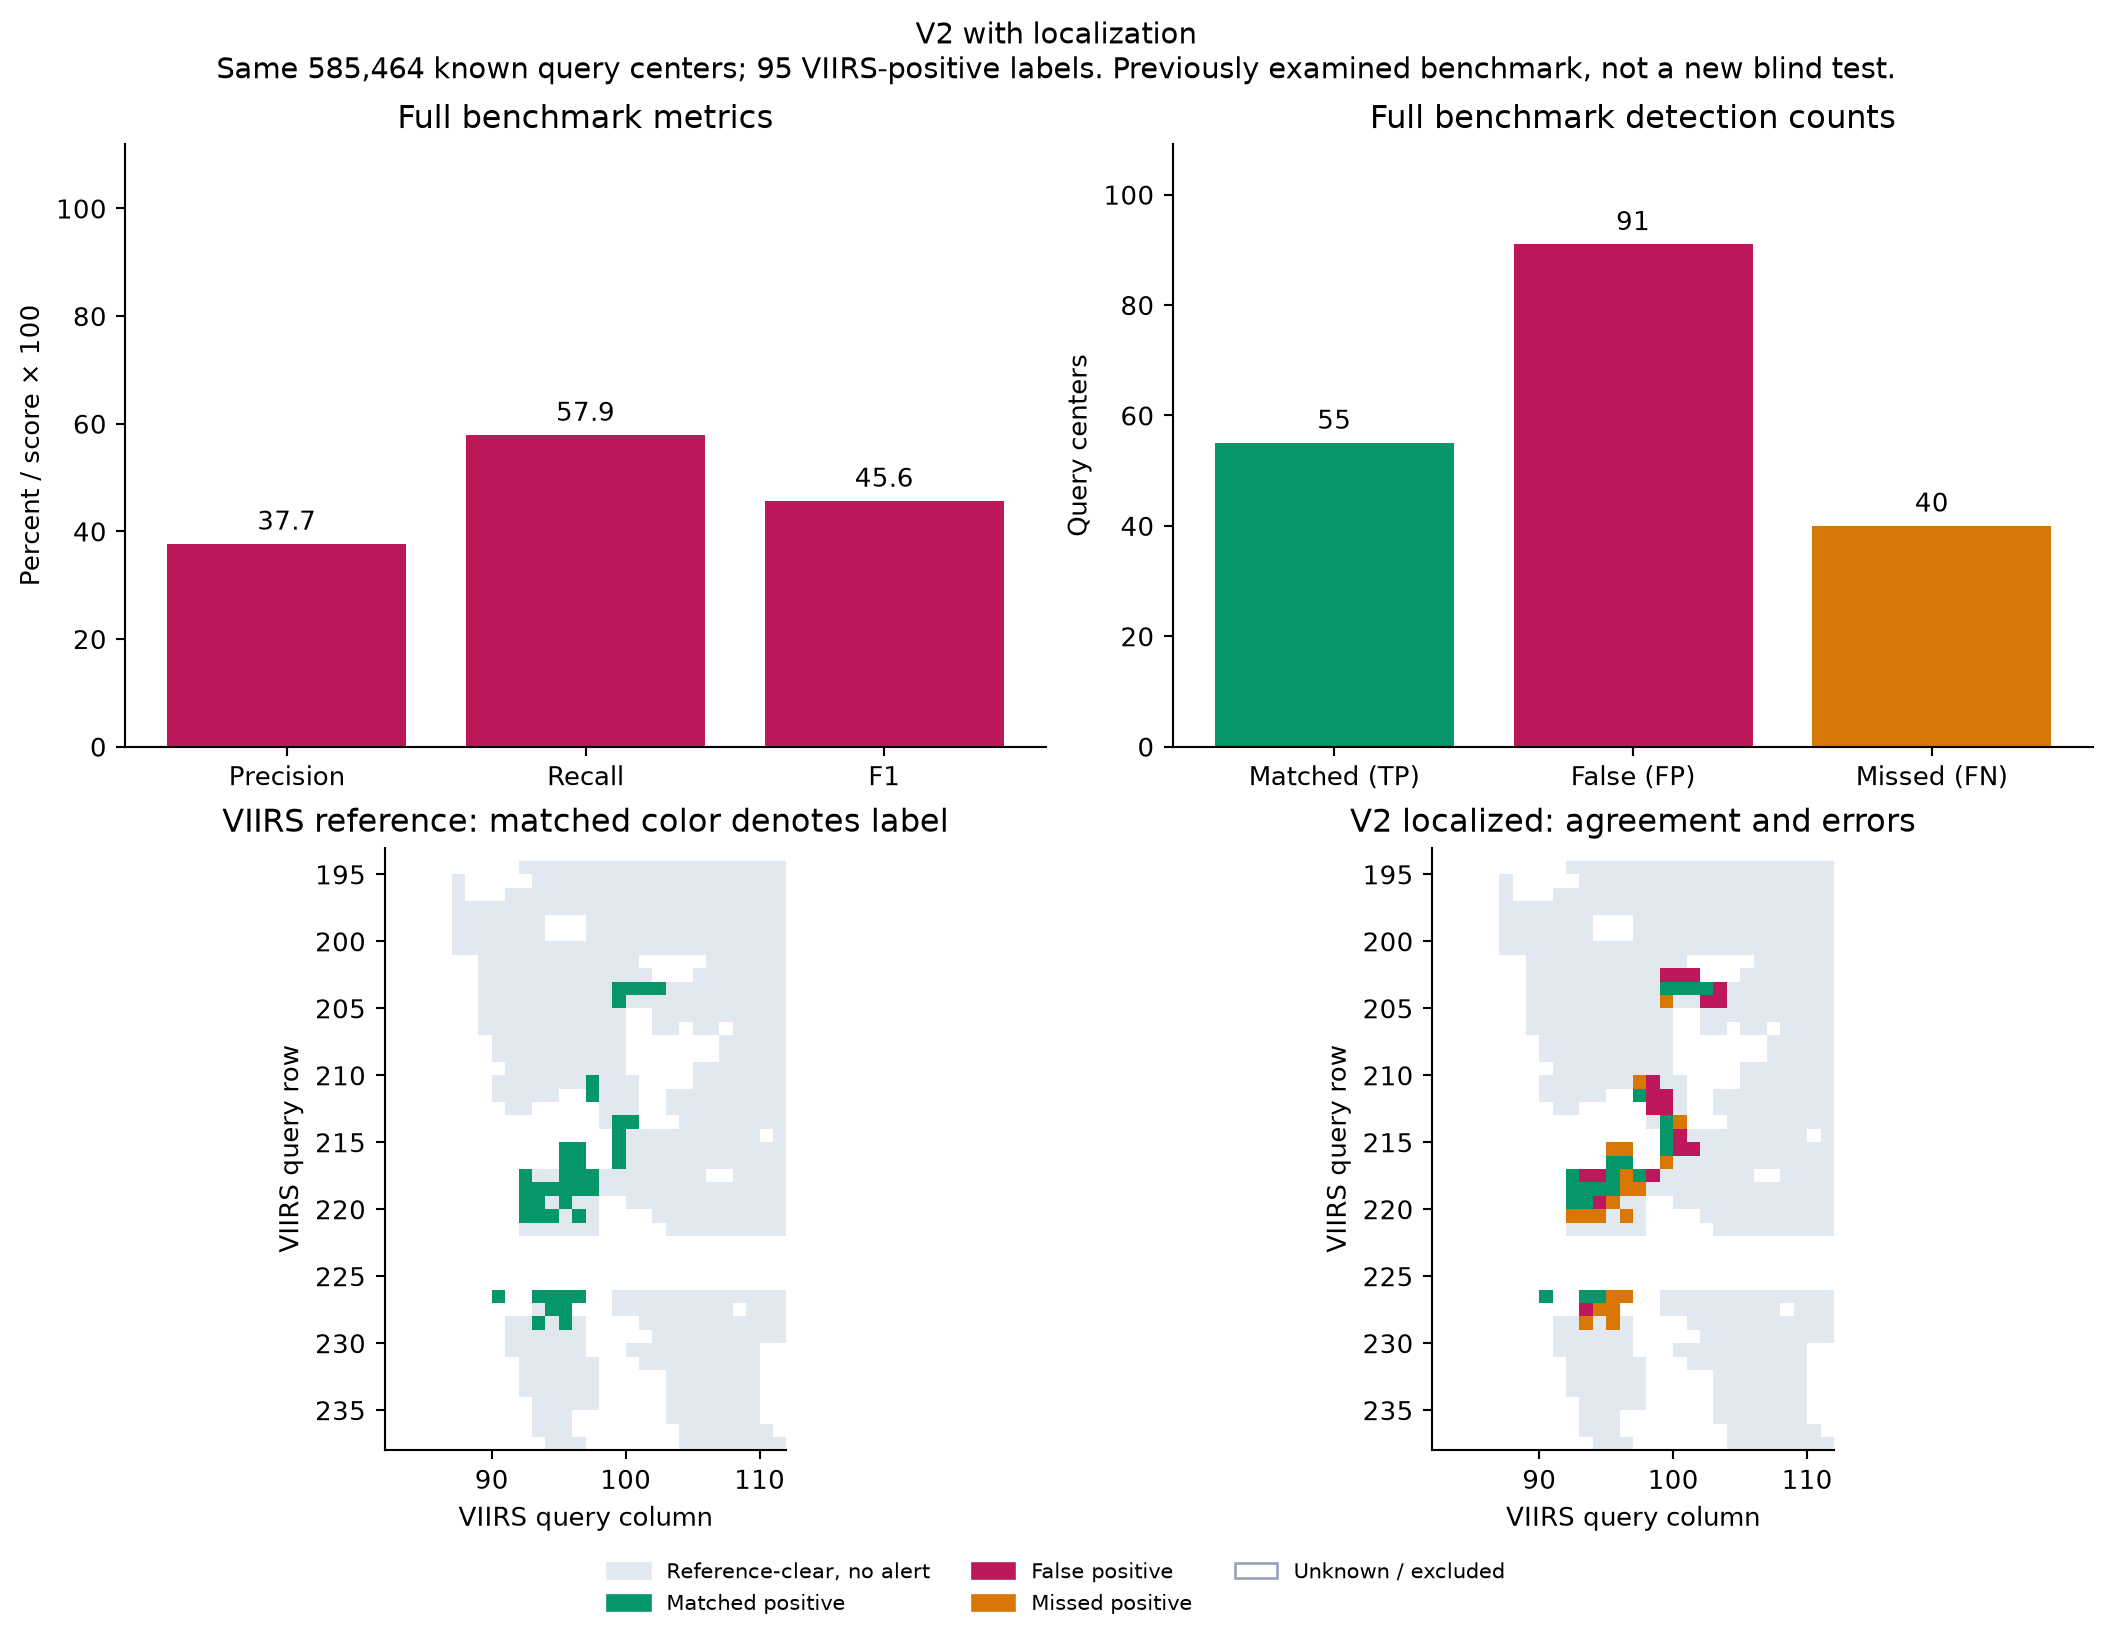 V2 with localization
Same 585,464 known query centers; 95 VIIRS-positive labels. Previously examined benchmark, not a new blind test.
Full benchmark metrics
Percent / score × 100
100
80
60
40
20
0
37.7
57.9
45.6
Precision
Recall
F1
Full benchmark detection counts
Query centers
100
80
60
40
20
0
55
91
40
Matched (TP)
False (FP)
Missed (FN)
VIIRS reference: matched color denotes label
VIIRS query row
195
200
205
210
215
220
225
230
235
90
100
110
VIIRS query column
V2 localized: agreement and errors
VIIRS query row
195
200
205
210
215
220
225
230
235
90
100
110
VIIRS query column
Reference-clear, no alert
Matched positive
False positive
Missed positive
Unknown / excluded